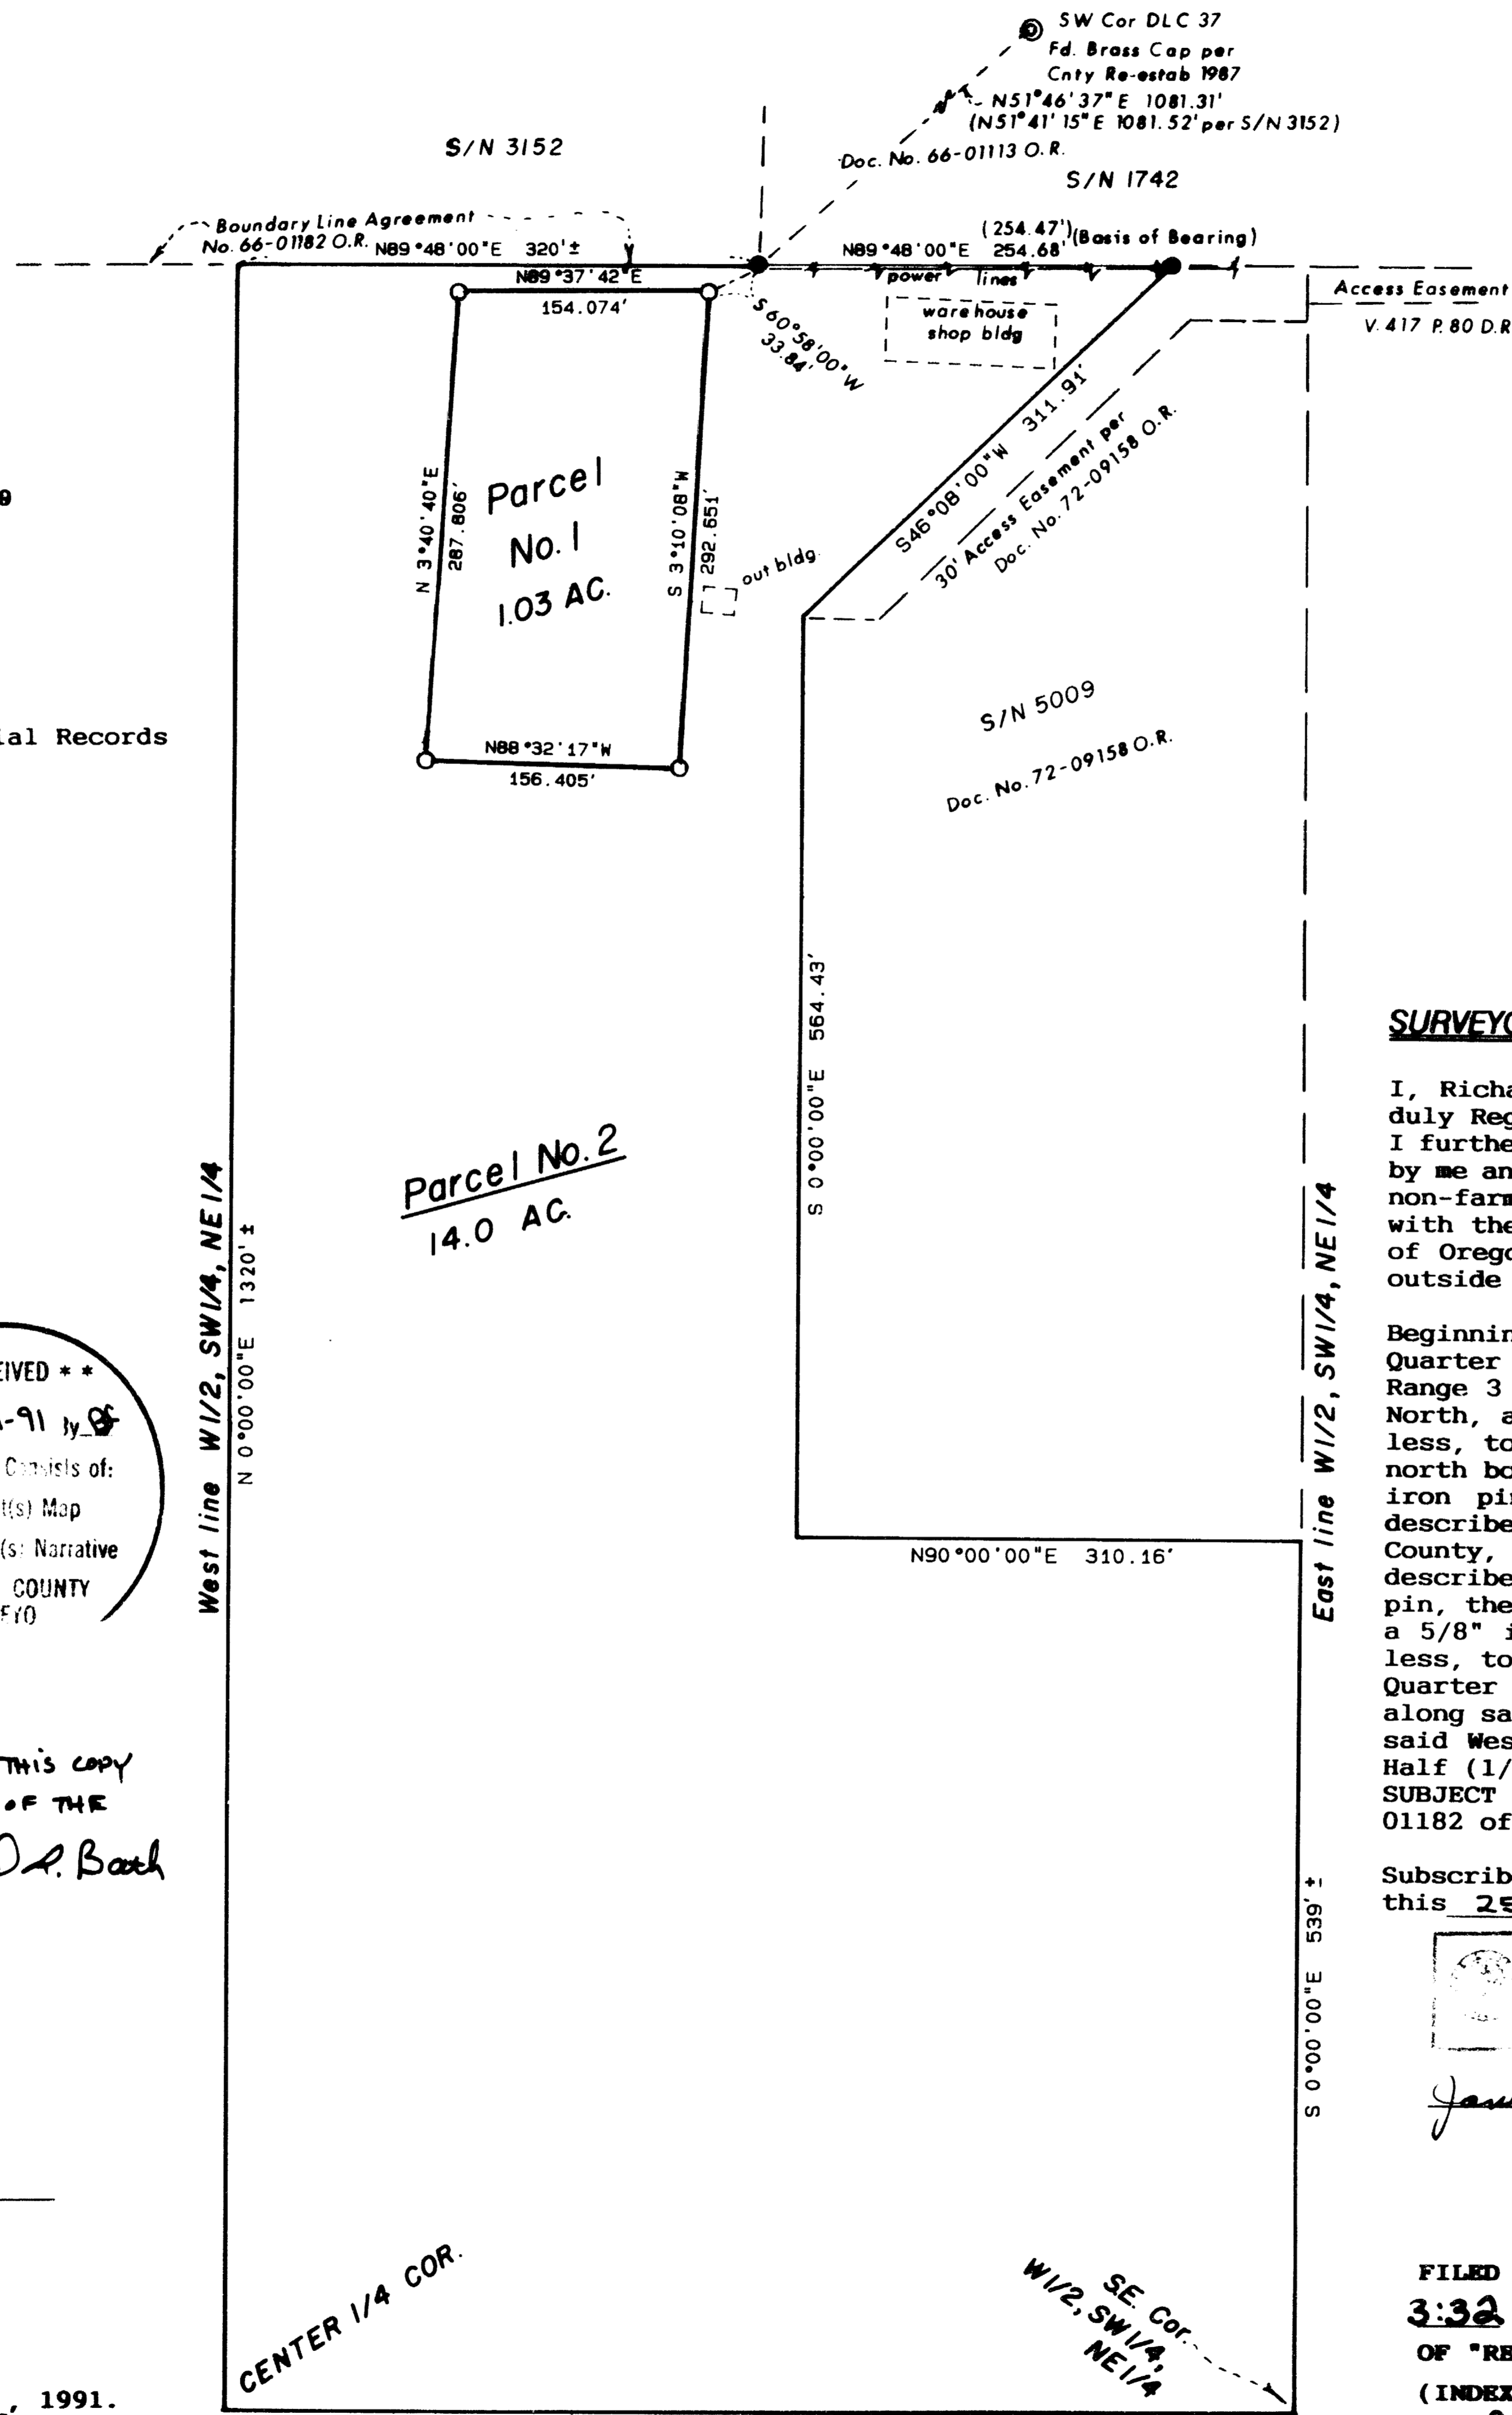 SW Cor DLC 37
Fd. Brass Cap per
Cnty Re-estab 1987
N51°46'37"E 1081.31'
(N51°41'15"E 1081.52' per S/N 3152)
Doc. No. 66-01113 O.R.
S/N 3152
S/N 1742
Boundary Line Agreement
No. 66-01182 O.R.
N89°48'00"E 320'±
(254.47')
(Basis of Bearing)
N89°48'00"E 254.68'
power lines
N89°37'42"E
154.074'
S60°58'00"W
33.84'
warehouse
shop bldg
Access Easement
V. 417 P. 80 D.R
S46°08'00"W 311.91'
30' Access Easement per
Doc. No. 72-09158 O.R.
N 3°40'40"E
287.806'
Parcel
No. 1
1.03 AC.
S 3°10'08"W
292.651'
out bldg.
N88°32'17"W
156.405'
S/N 5009
Doc. No. 72-09158 O.R.
ial Records
S 0°00'00"E 564.43'
Parcel No. 2
14.0 AC.
West line W1/2, SW1/4, NE1/4
N 0°00'00"E 1320'±
East line W1/2, SW1/4, NE1/4
N90°00'00"E 310.16'
S 0°00'00"E 539'±
CENTER 1/4 COR.
S.E. Cor.
W1/2, SW1/4,
NE1/4
EIVED * *
-91 By
Consists of:
t(s) Map
(s) Narrative
COUNTY
EYO
THIS COPY
OF THE
R. Bath
, 1991.
SURVEYO
I, Richa
duly Reg
I furthe
by me an
non-farm
with the
of Orego
outside
Beginnin
Quarter
Range 3
North, a
less, to
north bo
iron pin
describe
County,
describe
pin, the
a 5/8" i
less, to
Quarter
along sa
said Wes
Half (1/
SUBJECT
01182 of
Subscrib
this 25
FILED
3:32
OF "RE
(INDEX